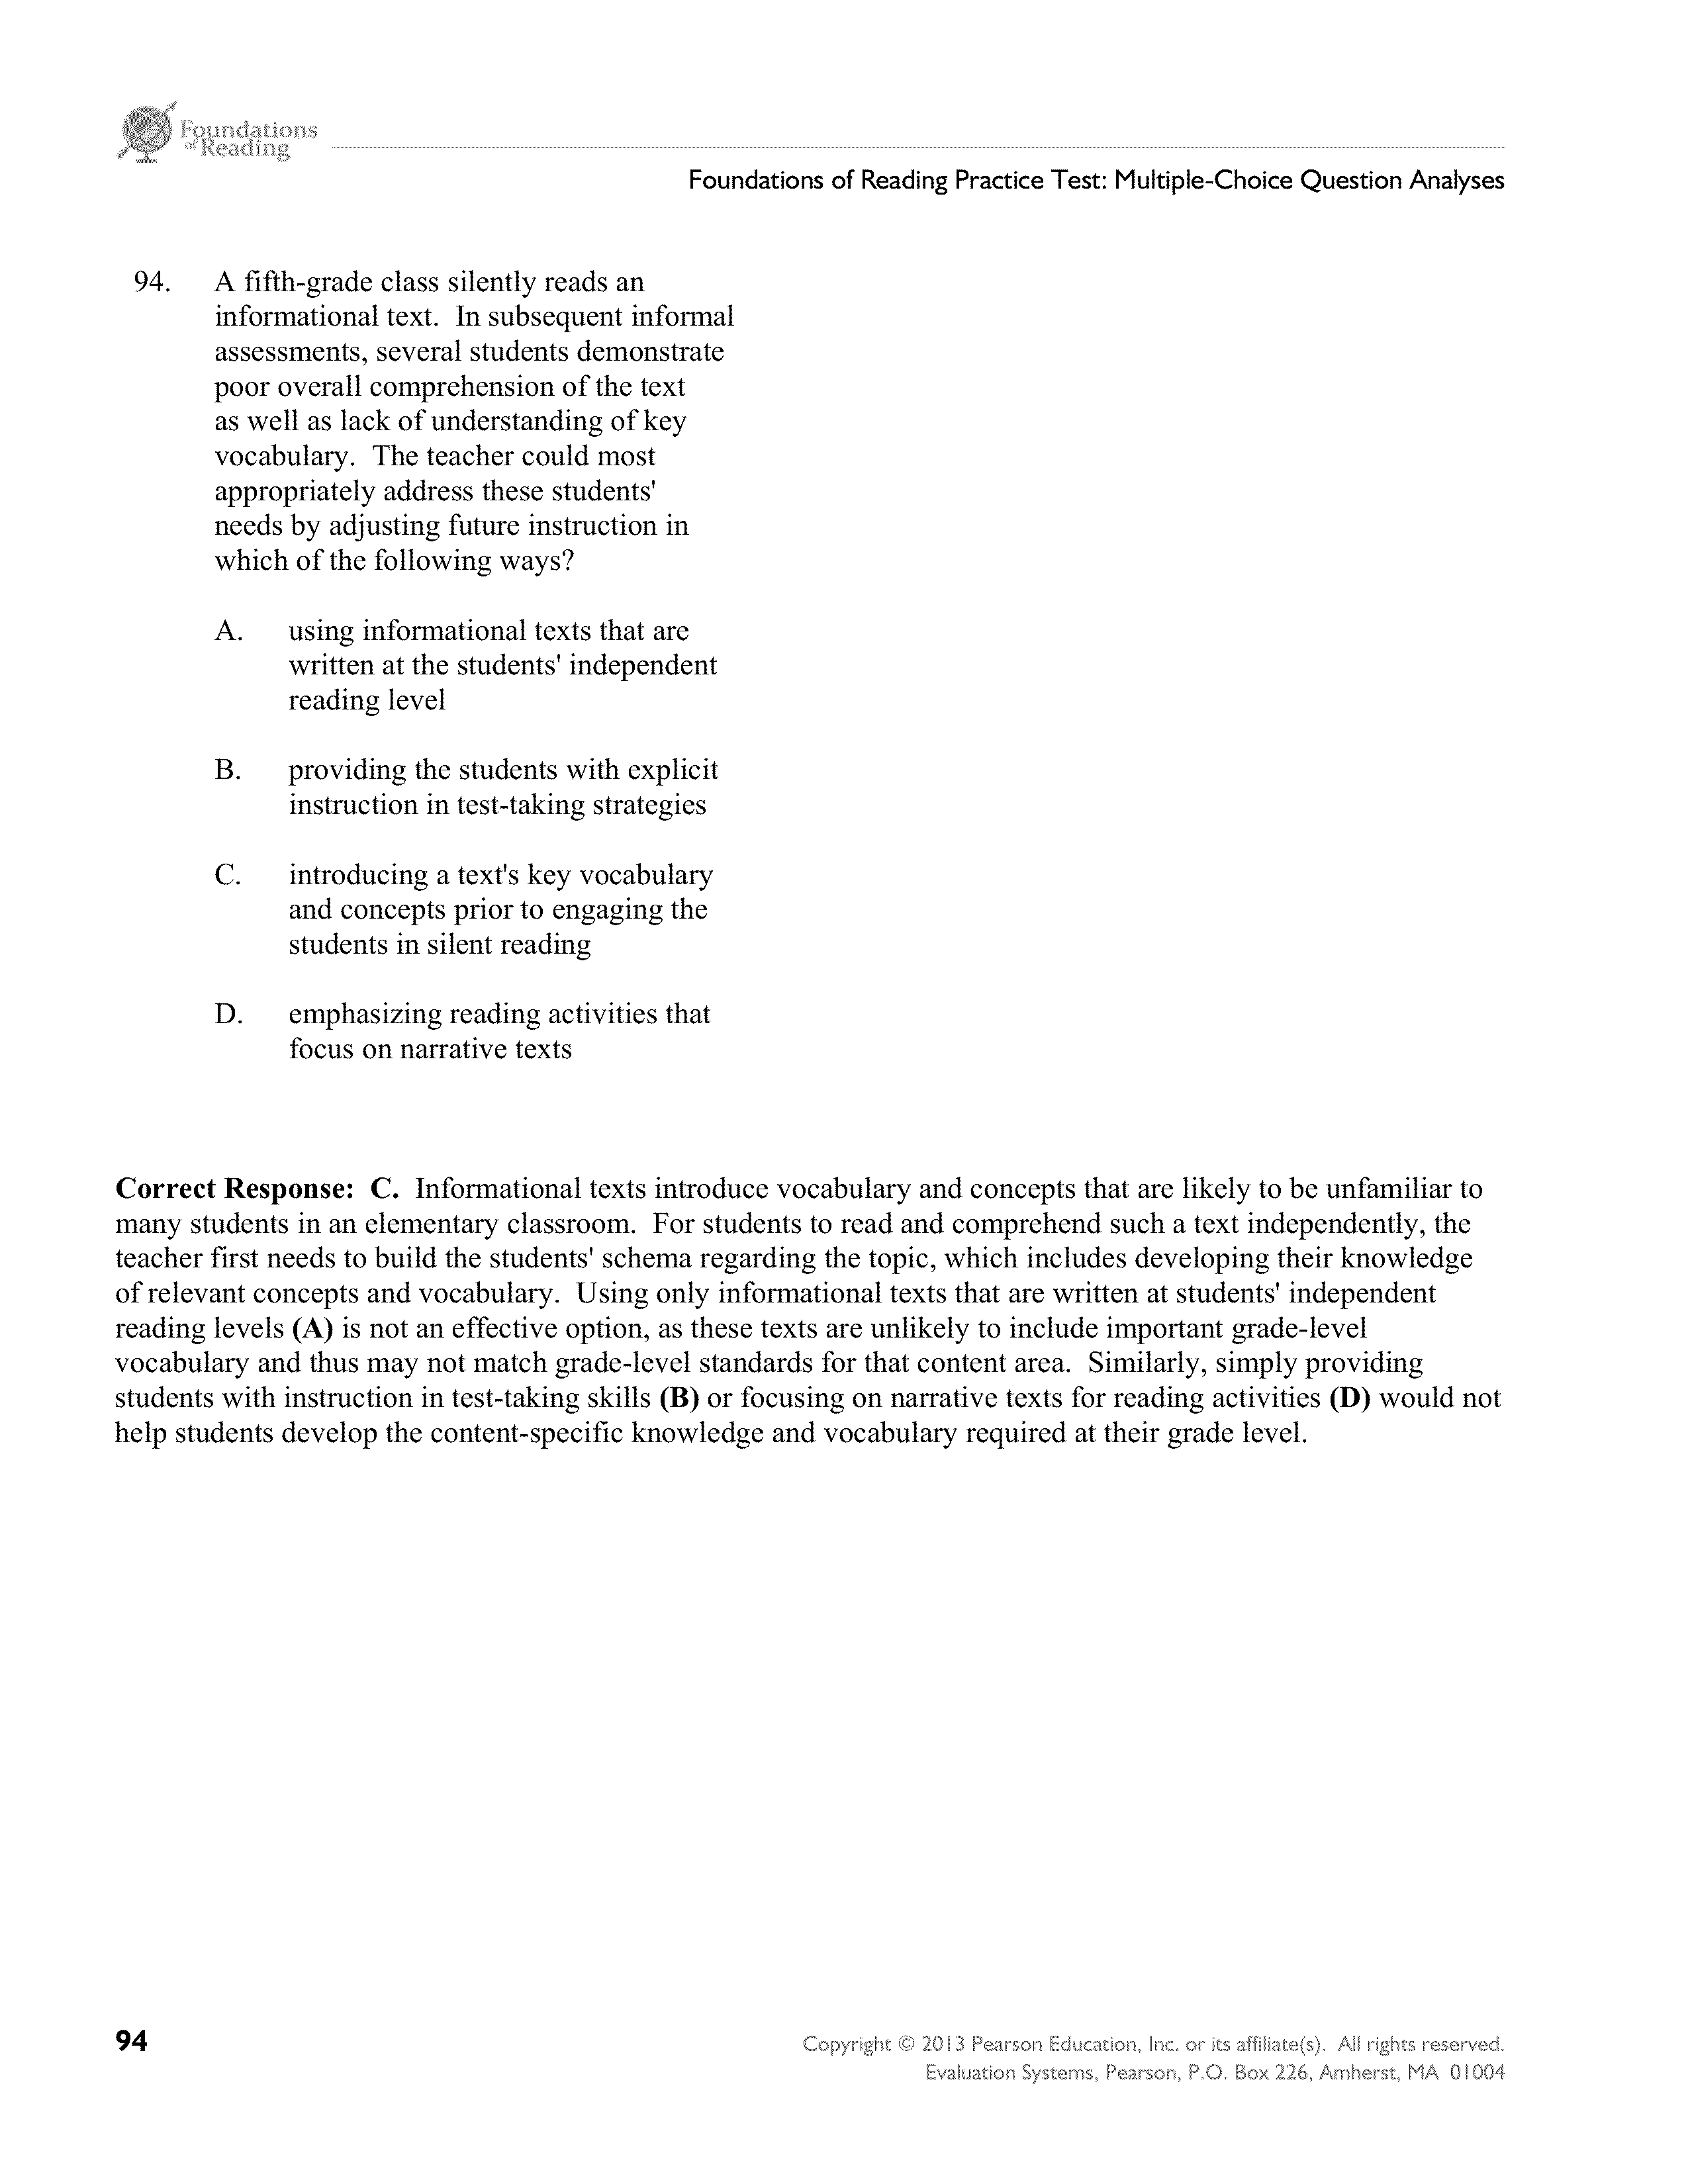 Foundations
of Reading
Foundations of Reading Practice Test: Multiple-Choice Question Analyses
94. A fifth-grade class silently reads an
informational text. In subsequent informal
assessments, several students demonstrate
poor overall comprehension of the text
as well as lack of understanding of key
vocabulary. The teacher could most
appropriately address these students'
needs by adjusting future instruction in
which of the following ways?
A. using informational texts that are
written at the students' independent
reading level
B. providing the students with explicit
instruction in test-taking strategies
C. introducing a text's key vocabulary
and concepts prior to engaging the
students in silent reading
D. emphasizing reading activities that
focus on narrative texts
Correct Response: C. Informational texts introduce vocabulary and concepts that are likely to be unfamiliar to
many students in an elementary classroom. For students to read and comprehend such a text independently, the
teacher first needs to build the students' schema regarding the topic, which includes developing their knowledge
of relevant concepts and vocabulary. Using only informational texts that are written at students' independent
reading levels (A) is not an effective option, as these texts are unlikely to include important grade-level
vocabulary and thus may not match grade-level standards for that content area. Similarly, simply providing
students with instruction in test-taking skills (B) or focusing on narrative texts for reading activities (D) would not
help students develop the content-specific knowledge and vocabulary required at their grade level.
94
Copyright © 2013 Pearson Education, Inc. or its affiliate(s). All rights reserved.
Evaluation Systems, Pearson, P.O. Box 226, Amherst, MA 01004